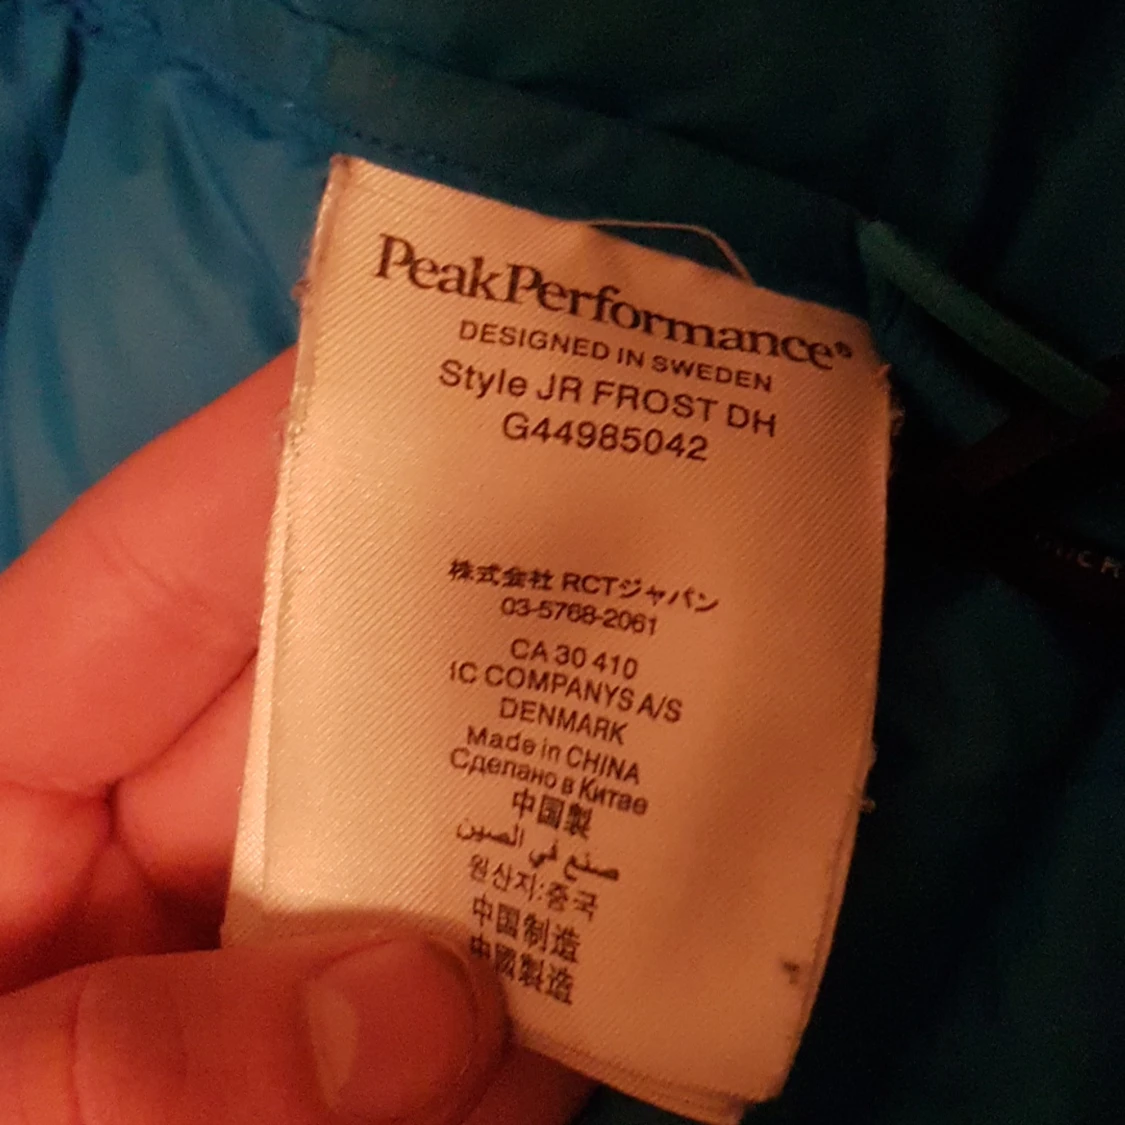 PeakPerformance®
DESIGNED IN SWEDEN
Style JR FROST DH
G44985042
株式会社 RCTジャパン
03-5768-2061
CA 30 410
IC COMPANYS A/S
DENMARK
Made in CHINA
Сделано в Китае
中国製
صنع في الصين
원산지:중국
中国制造
中國製造